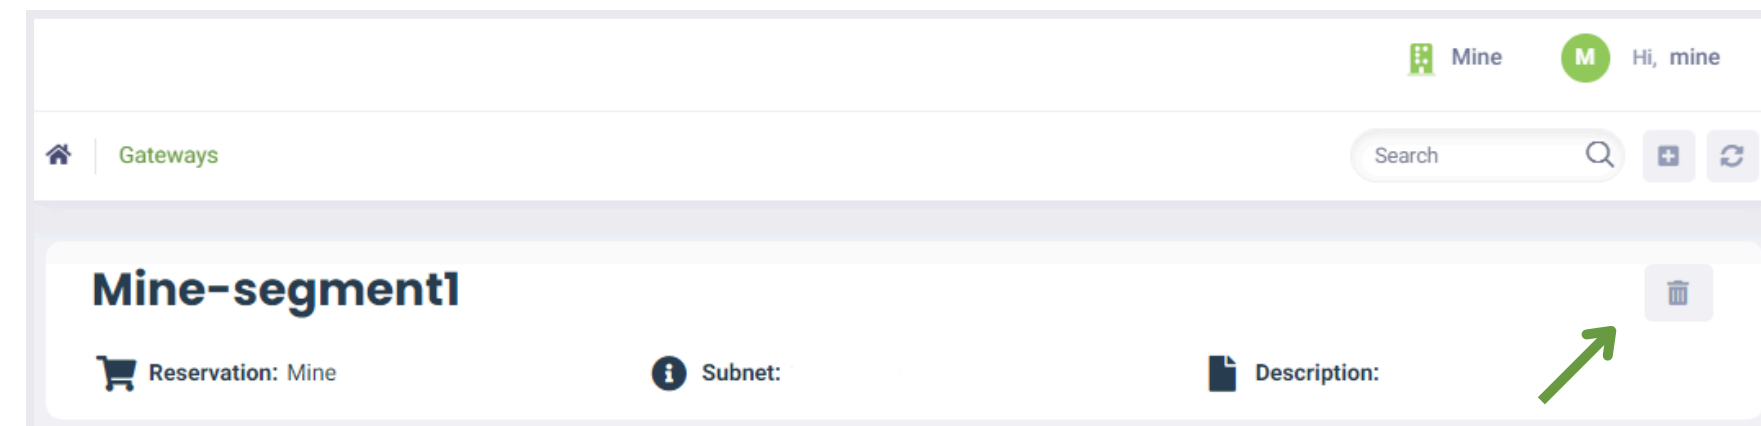 Mine M Hi, mine
Gateways Search
Mine-segment1
Reservation: Mine Subnet: Description: